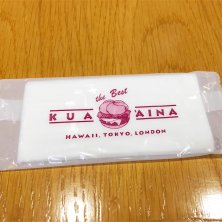 the Best
KUA AINA
HAWAII, TOKYO, LONDON